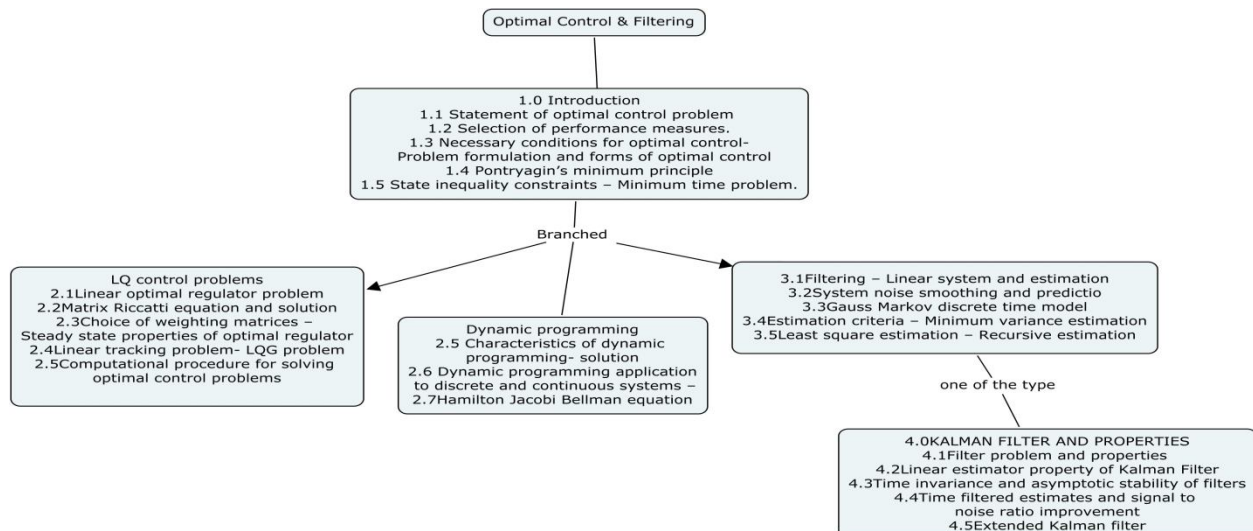 Optimal Control & Filtering
1.0 Introduction
1.1 Statement of optimal control problem
1.2 Selection of performance measures.
1.3 Necessary conditions for optimal control-
Problem formulation and forms of optimal control
1.4 Pontryagin’s minimum principle
1.5 State inequality constraints – Minimum time problem.
Branched
LQ control problems
2.1Linear optimal regulator problem
2.2Matrix Riccatti equation and solution
2.3Choice of weighting matrices –
Steady state properties of optimal regulator
2.4Linear tracking problem- LQG problem
2.5Computational procedure for solving
optimal control problems
Dynamic programming
2.5 Characteristics of dynamic
programming- solution
2.6 Dynamic programming application
to discrete and continuous systems –
2.7Hamilton Jacobi Bellman equation
3.1Filtering – Linear system and estimation
3.2System noise smoothing and predictio
3.3Gauss Markov discrete time model
3.4Estimation criteria – Minimum variance estimation
3.5Least square estimation – Recursive estimation
one of the type
4.0KALMAN FILTER AND PROPERTIES
4.1Filter problem and properties
4.2Linear estimator property of Kalman Filter
4.3Time invariance and asymptotic stability of filters
4.4Time filtered estimates and signal to
noise ratio improvement
4.5Extended Kalman filter